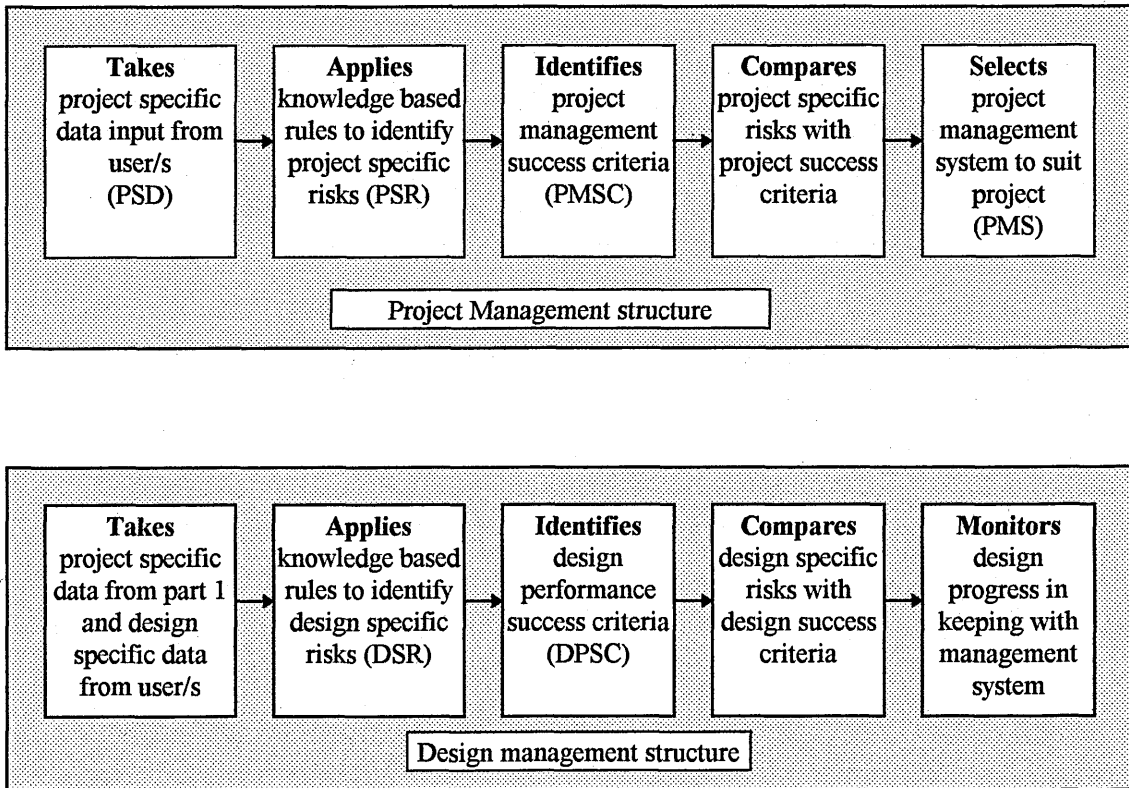 Takes
project specific
data input from
user/s
(PSD)
Applies
knowledge based
rules to identify
project specific
risks (PSR)
Identifies
project
management
success criteria
(PMSC)
Compares
project specific
risks with
project success
criteria
Selects
project
management
system to suit
project
(PMS)
Project Management structure
Takes
project specific
data from part 1
and design
specific data
from user/s
Applies
knowledge based
rules to identify
design specific
risks (DSR)
Identifies
design
performance
success criteria
(DPSC)
Compares
design specific
risks with
design success
criteria
Monitors
design
progress in
keeping with
management
system
Design management structure